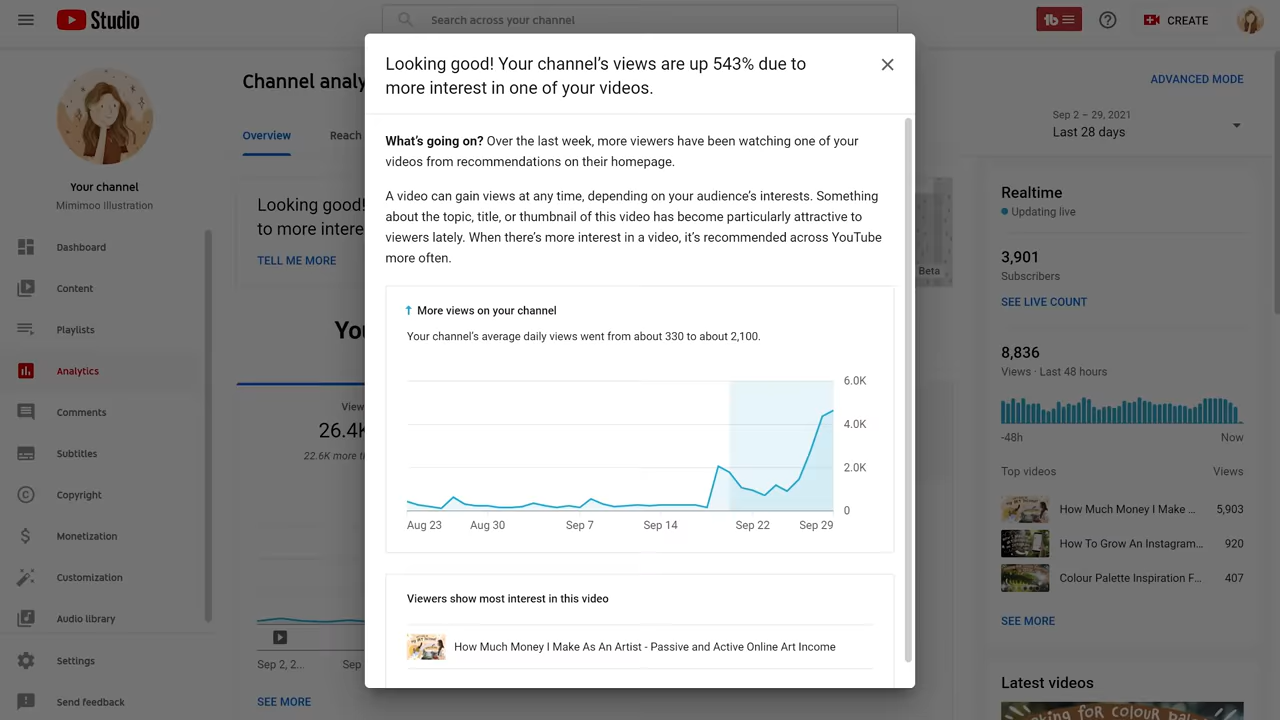 Studio
Search across your channel
tb
CREATE
Your channel
Mimimoo Illustration
Dashboard
Content
Playlists
Analytics
Comments
Subtitles
Copyright
Monetization
Customization
Audio library
Settings
Send feedback
Channel analy
ADVANCED MODE
Overview
Reach
Sep 2 – 29, 2021
Last 28 days
Looking good!
to more intere
TELL ME MORE
Beta
Yo
View
26.4K
22.6K more t
Sep 2, 2...
Sep
SEE MORE
Looking good! Your channel’s views are up 543% due to
more interest in one of your videos.
What’s going on? Over the last week, more viewers have been watching one of your
videos from recommendations on their homepage.
A video can gain views at any time, depending on your audience’s interests. Something
about the topic, title, or thumbnail of this video has become particularly attractive to
viewers lately. When there’s more interest in a video, it’s recommended across YouTube
more often.
↑ More views on your channel
Your channel’s average daily views went from about 330 to about 2,100.
6.0K
4.0K
2.0K
0
Aug 23 Aug 30 Sep 7 Sep 14 Sep 22 Sep 29
Viewers show most interest in this video
How Much Money I Make As An Artist - Passive and Active Online Art Income
Realtime
Updating live
3,901
Subscribers
SEE LIVE COUNT
8,836
Views · Last 48 hours
-48h Now
Top videos Views
How Much Money I Make ... 5,903
How To Grow An Instagram... 920
Colour Palette Inspiration F... 407
SEE MORE
Latest videos